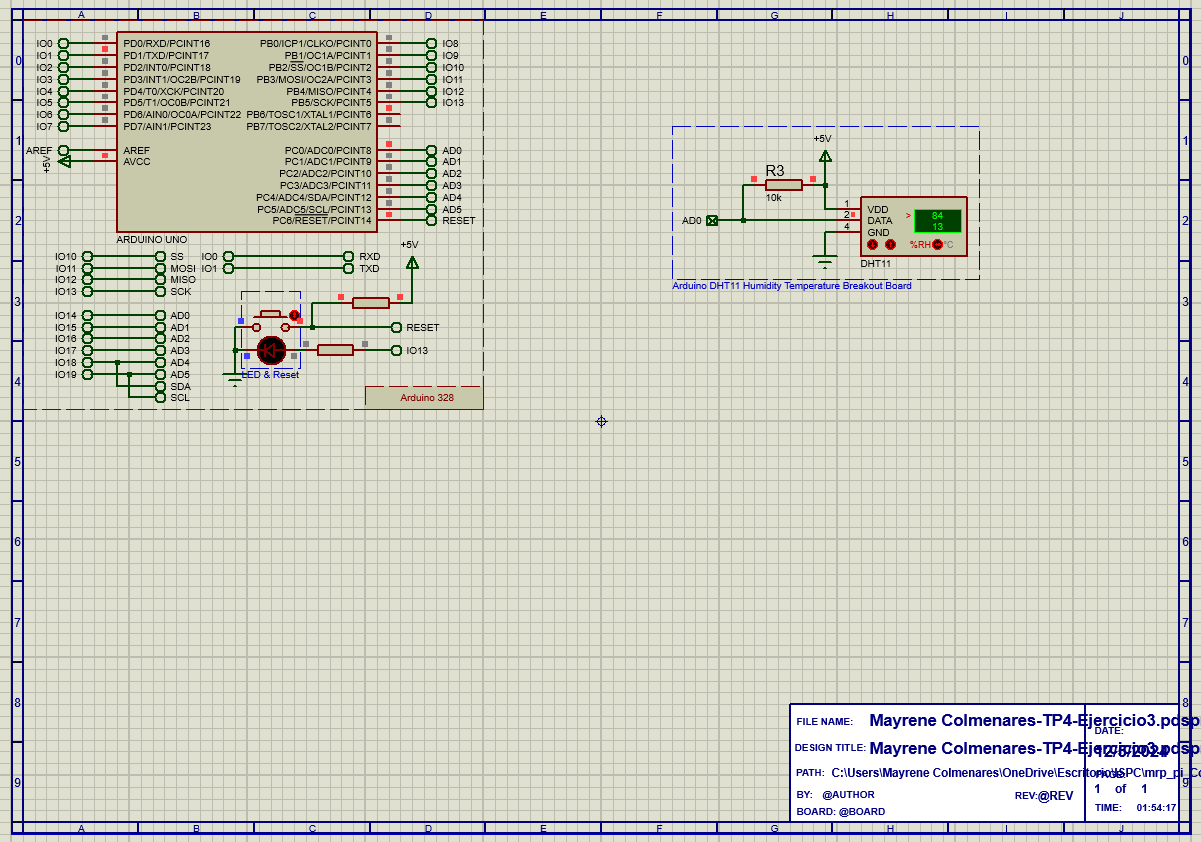 A B C D E F G H I J
0 0
1 1
2 2
3 3
4 4
5 5
6 6
7 7
8 8
9 9
IO0 PD0/RXD/PCINT16 PB0/ICP1/CLKO/PCINT0 IO8
IO1 PD1/TXD/PCINT17 PB1/OC1A/PCINT1 IO9
IO2 PD2/INT0/PCINT18 PB2/SS/OC1B/PCINT2 IO10
IO3 PD3/INT1/OC2B/PCINT19 PB3/MOSI/OC2A/PCINT3 IO11
IO4 PD4/T0/XCK/PCINT20 PB4/MISO/PCINT4 IO12
IO5 PD5/T1/OC0B/PCINT21 PB5/SCK/PCINT5 IO13
IO6 PD6/AIN0/OC0A/PCINT22 PB6/TOSC1/XTAL1/PCINT6
IO7 PD7/AIN1/PCINT23 PB7/TOSC2/XTAL2/PCINT7
AREF AREF PC0/ADC0/PCINT8 AD0
+5V AVCC PC1/ADC1/PCINT9 AD1
PC2/ADC2/PCINT10 AD2
PC3/ADC3/PCINT11 AD3
PC4/ADC4/SDA/PCINT12 AD4
PC5/ADC5/SCL/PCINT13 AD5
PC6/RESET/PCINT14 RESET
ARDUINO UNO
IO10 SS IO0 RXD
IO11 MOSI IO1 TXD
IO12 MISO
IO13 SCK
+5V
IO14 AD0
IO15 AD1
IO16 AD2
IO17 AD3
IO18 AD4
IO19 AD5
SDA
SCL
RESET
IO13
LED & Reset
Arduino 328
+5V
R3
10k
AD0
1 VDD
2 DATA
4 GND
> 84
13
%RH °C
DHT11
Arduino DHT11 Humidity Temperature Breakout Board
FILE NAME: Mayrene Colmenares-TP4-Ejercicio3.pdsp
DESIGN TITLE: Mayrene Colmenares-TP4-Ejercicio3.pdsp
PATH: C:\Users\Mayrene Colmenares\OneDrive\Escritorio\ISPC\mrp_pi_Co
BY: @AUTHOR REV:@REV
BOARD: @BOARD
DATE:
12/5/2024
PAGE:
1 of 1
TIME: 01:54:17
A B C D E F G H I J